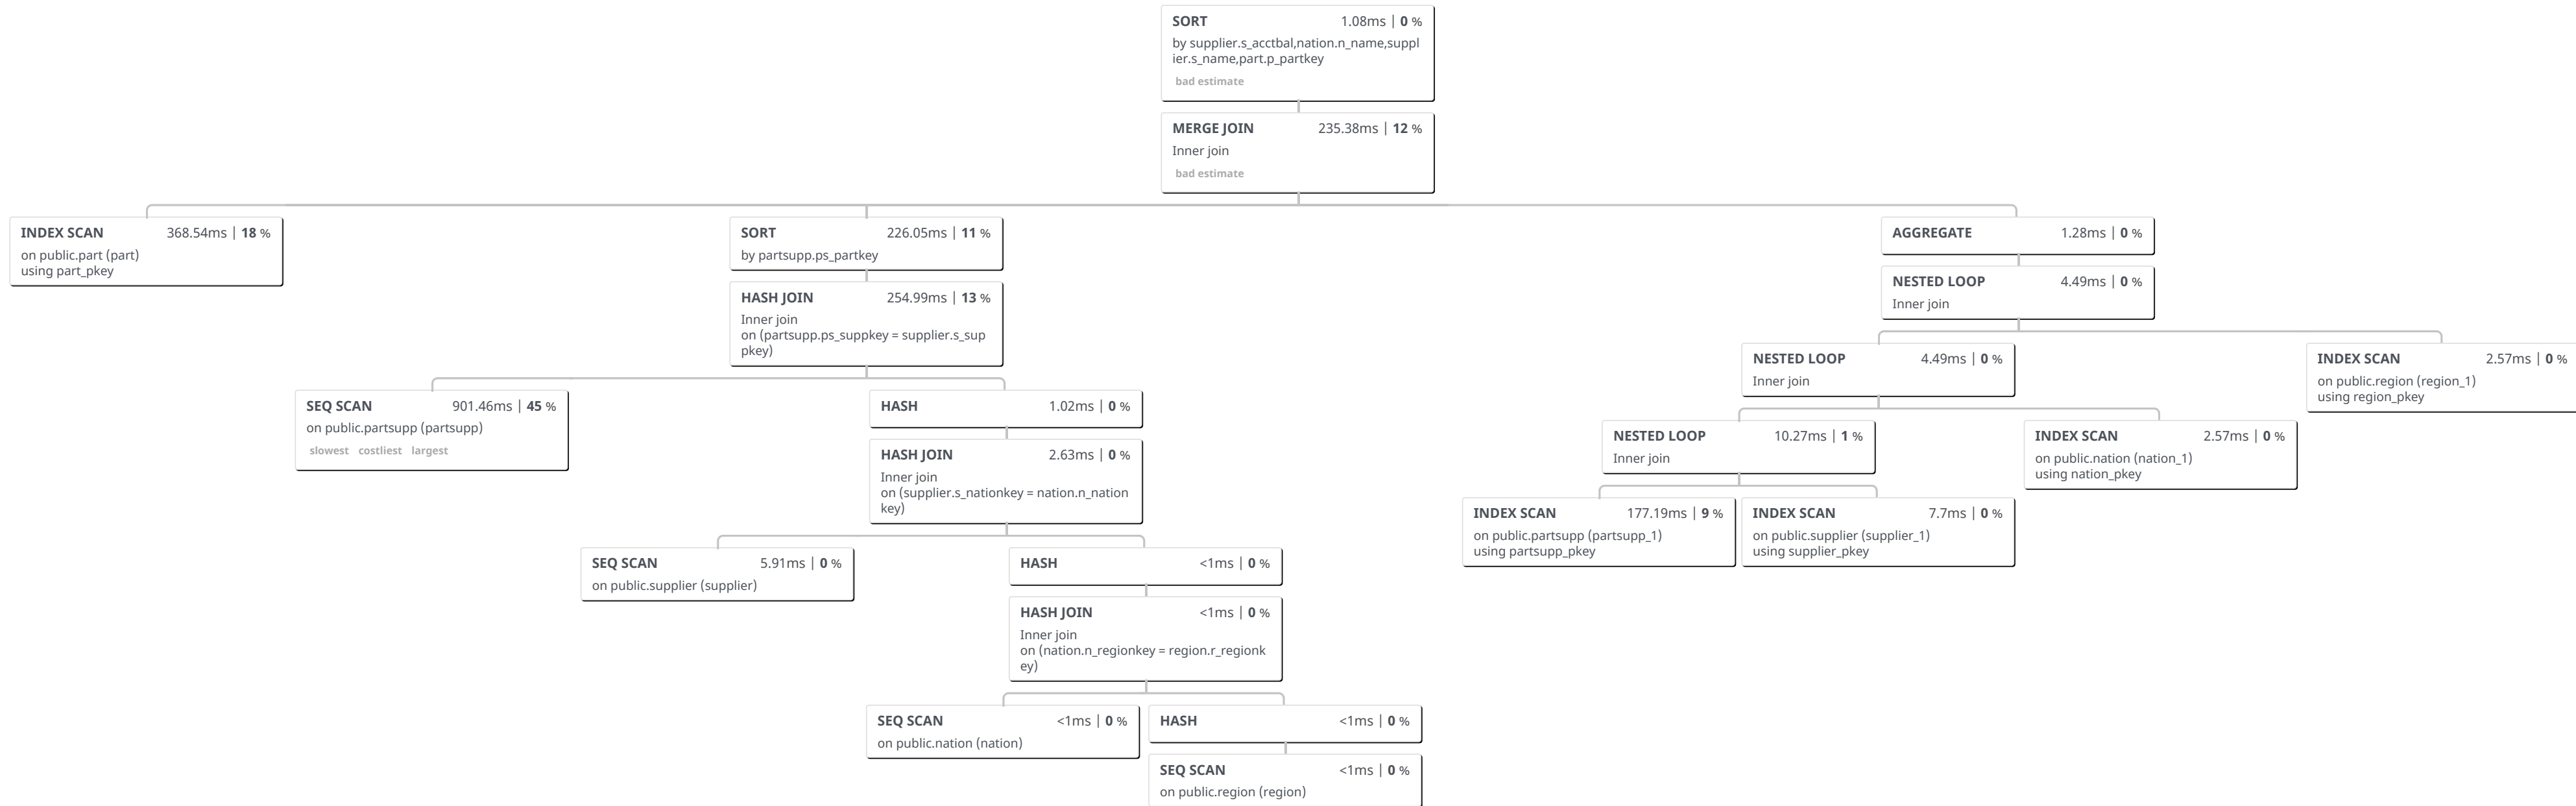 SORT 1.08ms | 0 %
by supplier.s_acctbal,nation.n_name,suppl
ier.s_name,part.p_partkey
bad estimate
MERGE JOIN 235.38ms | 12 %
Inner join
bad estimate
INDEX SCAN 368.54ms | 18 %
on public.part (part)
using part_pkey
SORT 226.05ms | 11 %
by partsupp.ps_partkey
HASH JOIN 254.99ms | 13 %
Inner join
on (partsupp.ps_suppkey = supplier.s_sup
pkey)
SEQ SCAN 901.46ms | 45 %
on public.partsupp (partsupp)
slowest costliest largest
HASH 1.02ms | 0 %
HASH JOIN 2.63ms | 0 %
Inner join
on (supplier.s_nationkey = nation.n_nation
key)
SEQ SCAN 5.91ms | 0 %
on public.supplier (supplier)
HASH <1ms | 0 %
HASH JOIN <1ms | 0 %
Inner join
on (nation.n_regionkey = region.r_regionk
ey)
SEQ SCAN <1ms | 0 %
on public.nation (nation)
HASH <1ms | 0 %
SEQ SCAN <1ms | 0 %
on public.region (region)
AGGREGATE 1.28ms | 0 %
NESTED LOOP 4.49ms | 0 %
Inner join
NESTED LOOP 4.49ms | 0 %
Inner join
NESTED LOOP 10.27ms | 1 %
Inner join
INDEX SCAN 177.19ms | 9 %
on public.partsupp (partsupp_1)
using partsupp_pkey
INDEX SCAN 7.7ms | 0 %
on public.supplier (supplier_1)
using supplier_pkey
INDEX SCAN 2.57ms | 0 %
on public.nation (nation_1)
using nation_pkey
INDEX SCAN 2.57ms | 0 %
on public.region (region_1)
using region_pkey